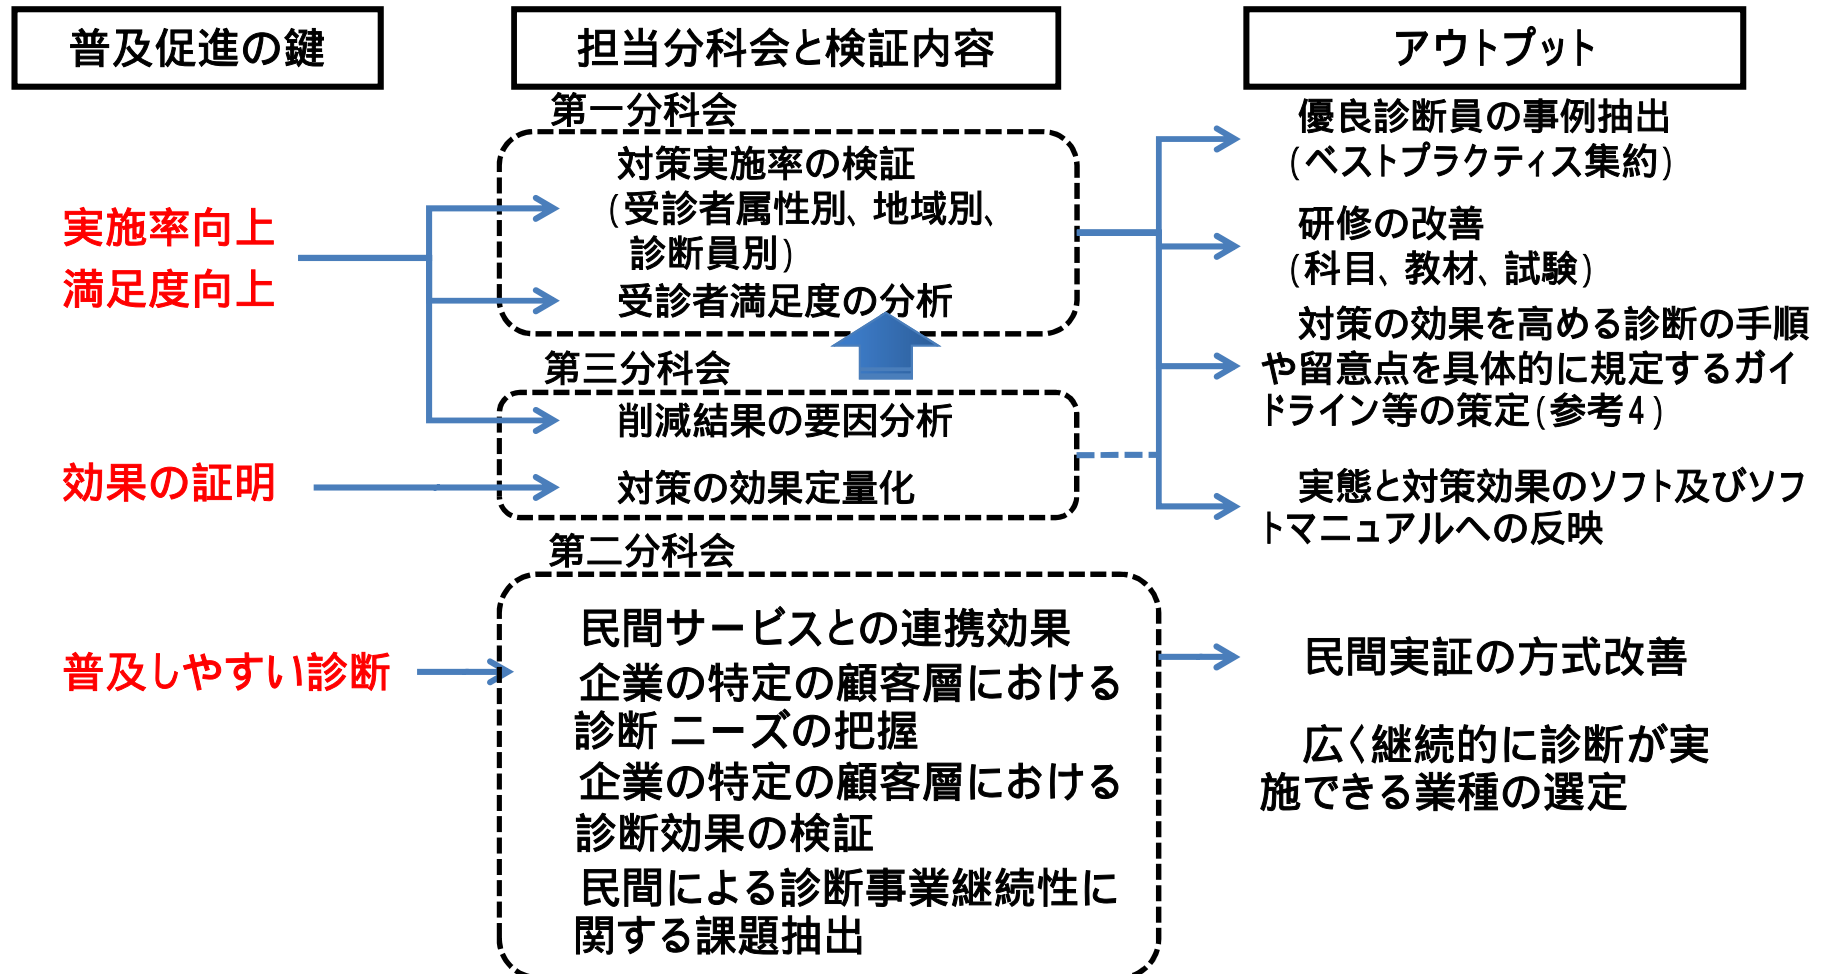 普及促進の鍵
担当分科会と検証内容
アウトプット
実施率向上
満足度向上
効果の証明
普及しやすい診断
第一分科会
対策実施率の検証
(受診者属性別、地域別、
診断員別)
受診者満足度の分析
第三分科会
削減結果の要因分析
対策の効果定量化
第二分科会
民間サービスとの連携効果
企業の特定の顧客層における
診断 ニーズの把握
企業の特定の顧客層における
診断効果の検証
民間による診断事業継続性に
関する課題抽出
優良診断員の事例抽出
(ベストプラクティス集約)
研修の改善
(科目、教材、試験)
対策の効果を高める診断の手順
や留意点を具体的に規定するガイ
ドライン等の策定(参考4)
実態と対策効果のソフト及びソフ
トマニュアルへの反映
民間実証の方式改善
広く継続的に診断が実
施できる業種の選定